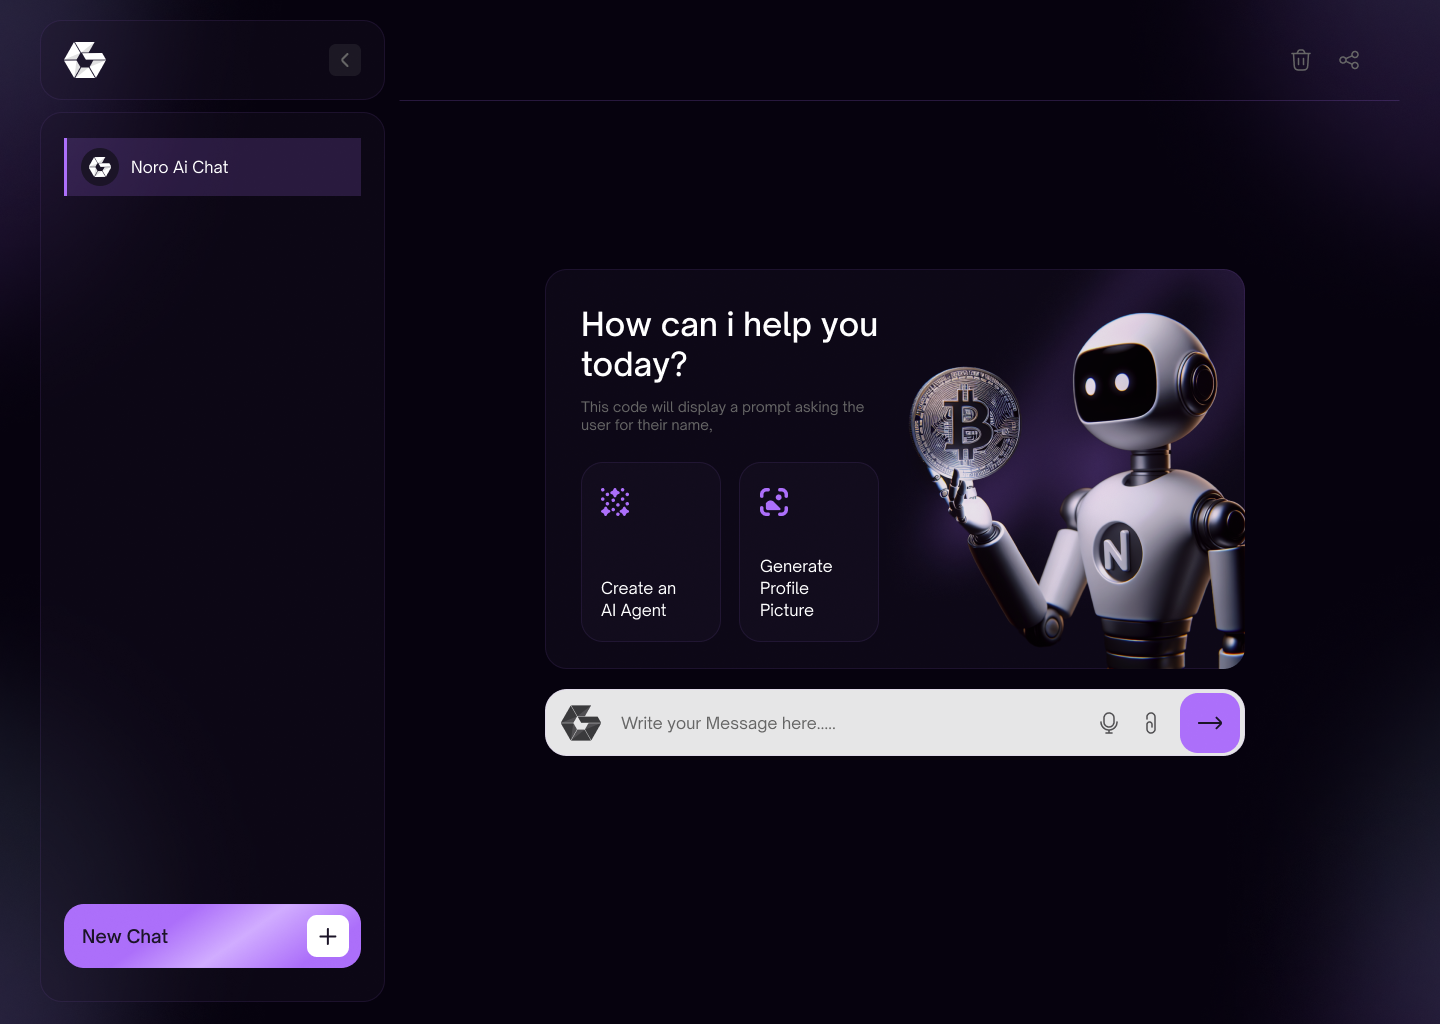 Noro Ai Chat
How can i help you
today?
This code will display a prompt asking the
user for their name,
Create an
AI Agent
Generate
Profile
Picture
N
Write your Message here.....
New Chat